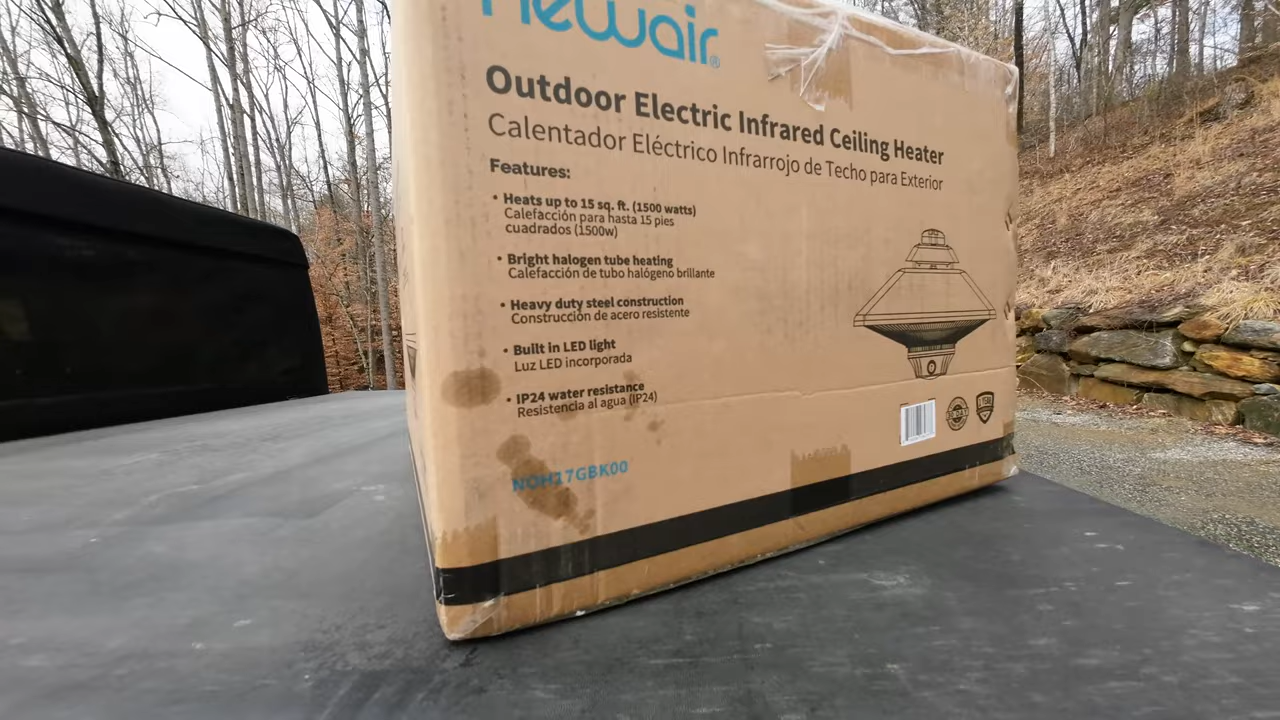 newair®
Outdoor Electric Infrared Ceiling Heater
Calentador Eléctrico Infrarrojo de Techo para Exterior
Features:
• Heats up to 15 sq. ft. (1500 watts)
Calefacción para hasta 15 pies
cuadrados (1500w)
• Bright halogen tube heating
Calefacción de tubo halógeno brillante
• Heavy duty steel construction
Construcción de acero resistente
• Built in LED light
Luz LED incorporada
• IP24 water resistance
Resistencia al agua (IP24)
NOH17GBK00